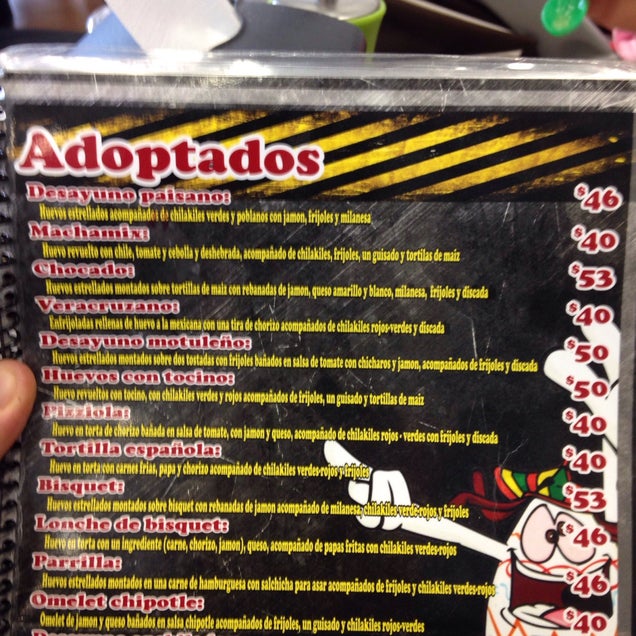 Adoptados
Desayuno paisano: $46
Huevos estrellados acompañados de chilakiles verdes y poblanos con jamon, frijoles y milanesa
Machamix: $40
Huevo revuelto con chile, tomate y cebolla y deshebrada, acompañado de chilakiles, frijoles, un guisado y tortillas de maiz
Chocado: $53
Huevos estrellados montados sobre tortillas de maiz con rebanadas de jamon, queso amarillo y blanco, milanesa, frijoles y discada
Veracruzano: $40
Enfrijoladas rellenas de huevo a la mexicana con una tira de chorizo acompañados de chilakiles rojos-verdes y discada
Desayuno motuleño: $50
Huevos estrellados montados sobre dos tostadas con frijoles bañados en salsa de tomate con chicharos y jamon, acompañados de frijoles y discada
Huevos con tocino: $50
Huevo revueltos con tocino, con chilakiles verdes y rojos acompañados de frijoles, un guisado y tortillas de maiz
Pizziola: $40
Huevo en torta de chorizo bañada en salsa de tomate, con jamon y queso, acompañado de chilakiles rojos - verdes con frijoles y discada
Tortilla española: $40
Huevo en torta con carnes frias, papa y chorizo acompañado de chilakiles verdes-rojos y frijoles
Bisquet: $53
Huevos estrellados montados sobre bisquet con rebanadas de jamon acompañado de milanesa, chilakiles verde-rojos y frijoles
Lonche de bisquet: $46
Huevo en torta con un ingrediente (carne, chorizo, jamon), queso, acompañado de papas fritas con chilakiles verdes-rojos
Parrilla: $46
Huevos estrellados montados en una carne de hamburguesa con salchicha para asar acompañados de frijoles y chilakiles verdes-rojos
Omelet chipotle: $40
Omelet de jamon y queso bañados en salsa chipotle acompañados de frijoles, un guisado y chilakiles rojos-verdes